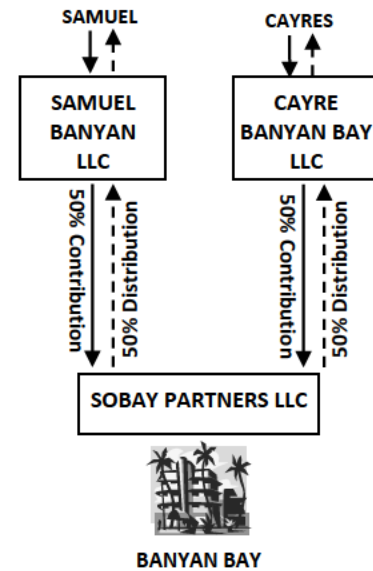 SAMUEL
CAYRES
SAMUEL
BANYAN
LLC
CAYRE
BANYAN BAY
LLC
50% Contribution
50% Distribution
50% Contribution
50% Distribution
SOBAY PARTNERS LLC
BANYAN BAY